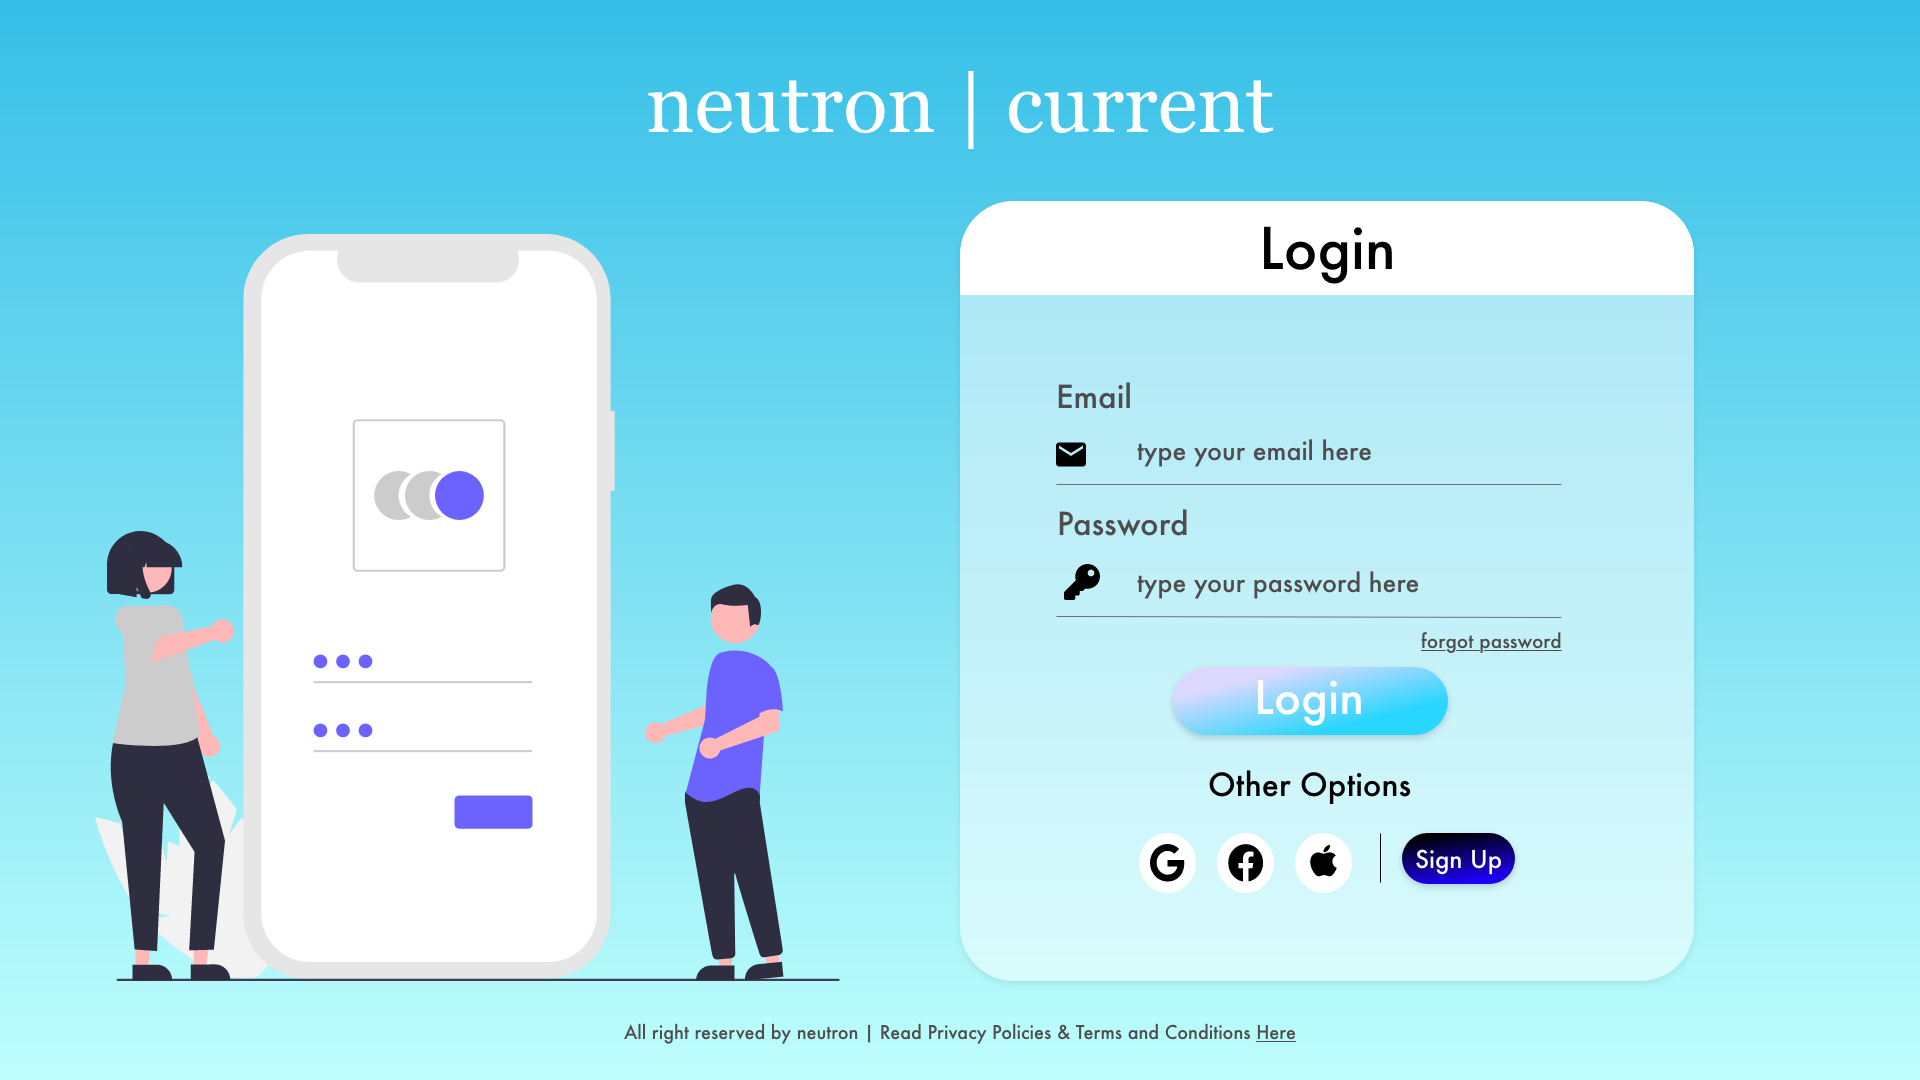 neutron | current
Login
Email
type your email here
Password
type your password here
forgot password
Login
Other Options
Sign Up
All right reserved by neutron | Read Privacy Policies & Terms and Conditions Here